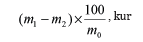 (m₁ − m₂) × 100/m₀ , kur